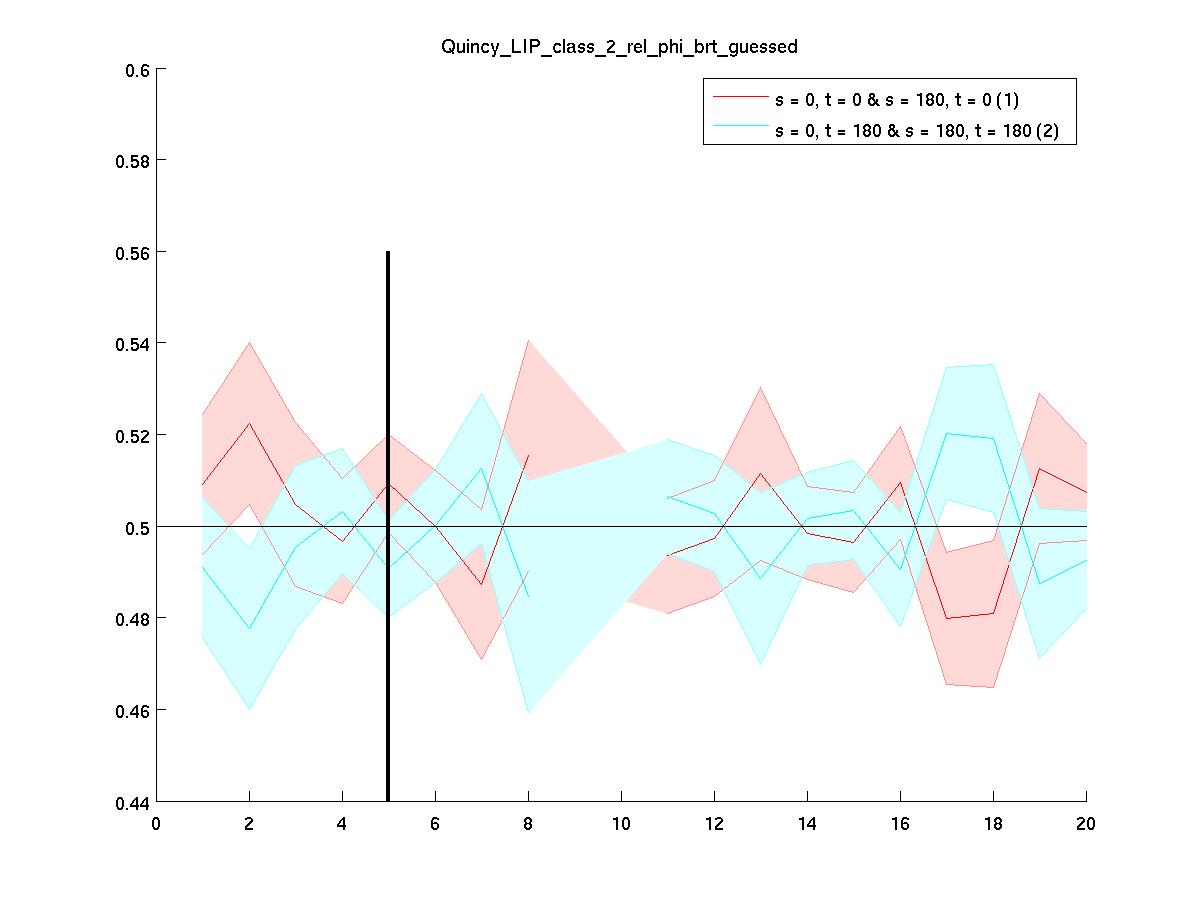 Quincy_LIP_class_2_rel_phi_brt_guessed
s = 0, t = 0 & s = 180, t = 0 (1)
s = 0, t = 180 & s = 180, t = 180 (2)
0.6
0.58
0.56
0.54
0.52
0.5
0.48
0.46
0.44
0 2 4 6 8 10 12 14 16 18 20